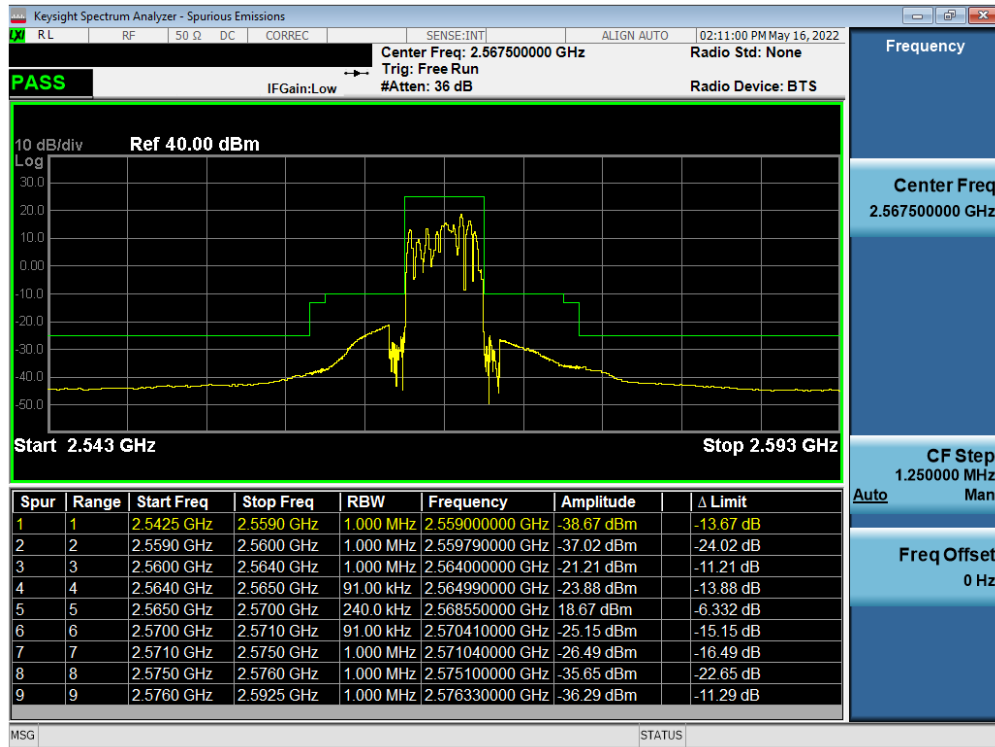 Keysight Spectrum Analyzer - Spurious Emissions
LXI RL RF 50 Ω DC CORREC SENSE:INT ALIGN AUTO 02:11:00 PM May 16, 2022
Center Freq: 2.567500000 GHz Radio Std: None
Trig: Free Run
PASS IFGain:Low #Atten: 36 dB Radio Device: BTS
Frequency
10 dB/div Ref 40.00 dBm
Log
30.0
20.0
10.0
0.00
-10.0
-20.0
-30.0
-40.0
-50.0
Start 2.543 GHz Stop 2.593 GHz
Center Freq
2.567500000 GHz
CF Step
1.250000 MHz
Auto Man
Freq Offset
0 Hz
Spur Range Start Freq Stop Freq RBW Frequency Amplitude Δ Limit
1 1 2.5425 GHz 2.5590 GHz 1.000 MHz 2.559000000 GHz -38.67 dBm -13.67 dB
2 2 2.5590 GHz 2.5600 GHz 1.000 MHz 2.559790000 GHz -37.02 dBm -24.02 dB
3 3 2.5600 GHz 2.5640 GHz 1.000 MHz 2.564000000 GHz -21.21 dBm -11.21 dB
4 4 2.5640 GHz 2.5650 GHz 91.00 kHz 2.564990000 GHz -23.88 dBm -13.88 dB
5 5 2.5650 GHz 2.5700 GHz 240.0 kHz 2.568550000 GHz 18.67 dBm -6.332 dB
6 6 2.5700 GHz 2.5710 GHz 91.00 kHz 2.570410000 GHz -25.15 dBm -15.15 dB
7 7 2.5710 GHz 2.5750 GHz 1.000 MHz 2.571040000 GHz -26.49 dBm -16.49 dB
8 8 2.5750 GHz 2.5760 GHz 1.000 MHz 2.575100000 GHz -35.65 dBm -22.65 dB
9 9 2.5760 GHz 2.5925 GHz 1.000 MHz 2.576330000 GHz -36.29 dBm -11.29 dB
MSG STATUS